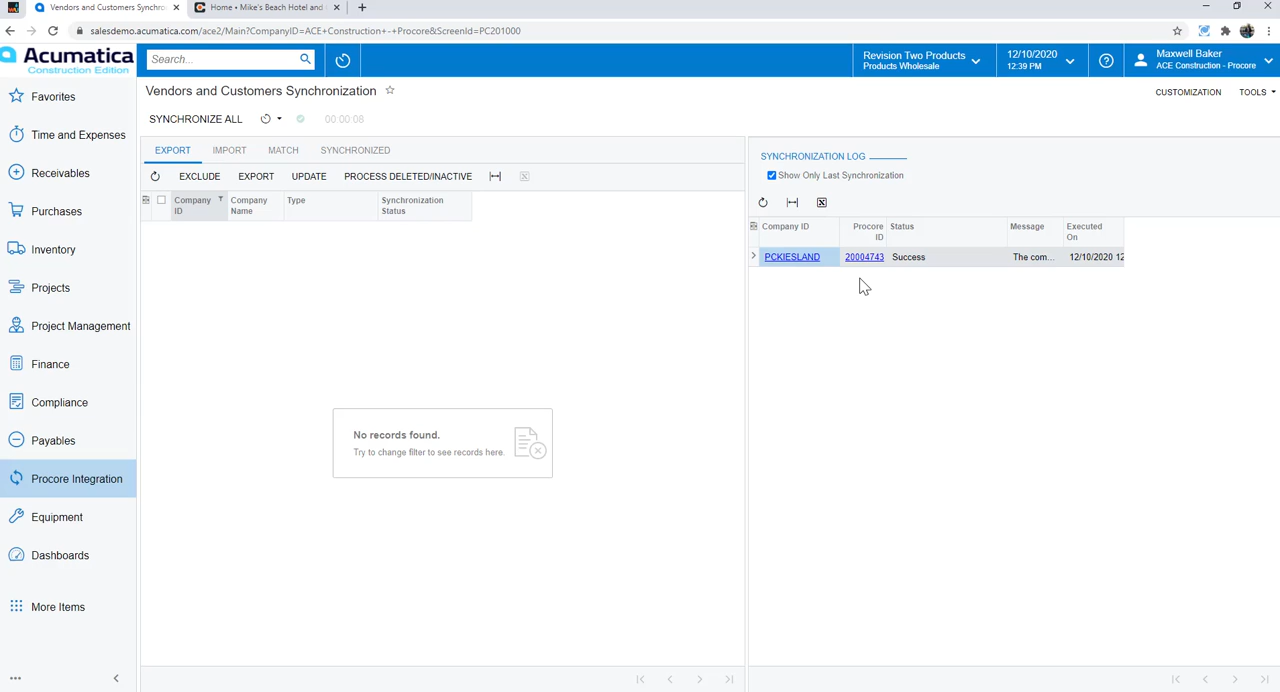 Vendors and Customers Synchro
Home • Mike's Beach Hotel and
salesdemo.acumatica.com/ace2/Main?CompanyID=ACE+Construction+-+Procore&ScreenId=PC201000
Acumatica
Construction Edition
Search...
Revision Two Products
Products Wholesale
12/10/2020
12:39 PM
Maxwell Baker
ACE Construction - Procore
Favorites
Time and Expenses
Receivables
Purchases
Inventory
Projects
Project Management
Finance
Compliance
Payables
Procore Integration
Equipment
Dashboards
More Items
Vendors and Customers Synchronization
CUSTOMIZATION
TOOLS
SYNCHRONIZE ALL
00:00:08
EXPORT
IMPORT
MATCH
SYNCHRONIZED
EXCLUDE
EXPORT
UPDATE
PROCESS DELETED/INACTIVE
Company ID
Company Name
Type
Synchronization Status
No records found.
Try to change filter to see records here.
SYNCHRONIZATION LOG
Show Only Last Synchronization
Company ID
Procore ID
Status
Message
Executed On
PCKIESLAND
20004743
Success
The com...
12/10/2020 12